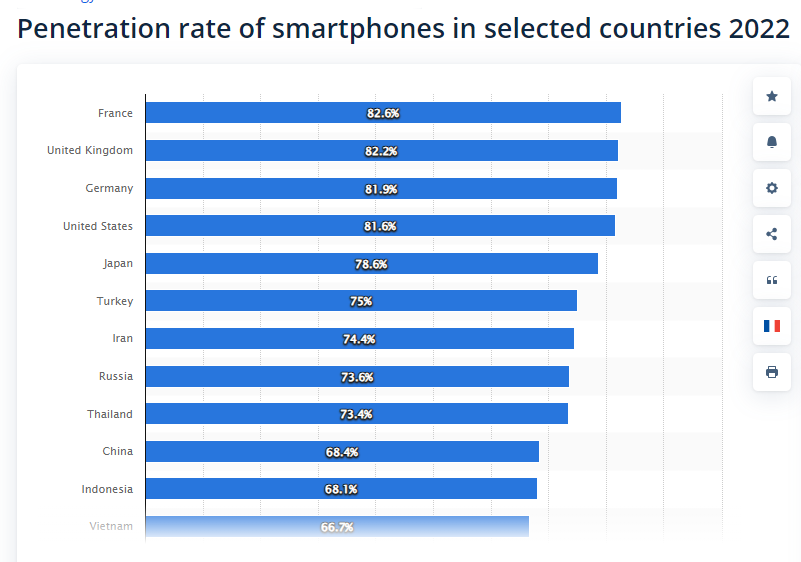 Penetration rate of smartphones in selected countries 2022
France 82.6%
United Kingdom 82.2%
Germany 81.9%
United States 81.6%
Japan 78.6%
Turkey 75%
Iran 74.4%
Russia 73.6%
Thailand 73.4%
China 68.4%
Indonesia 68.1%
Vietnam 66.7%